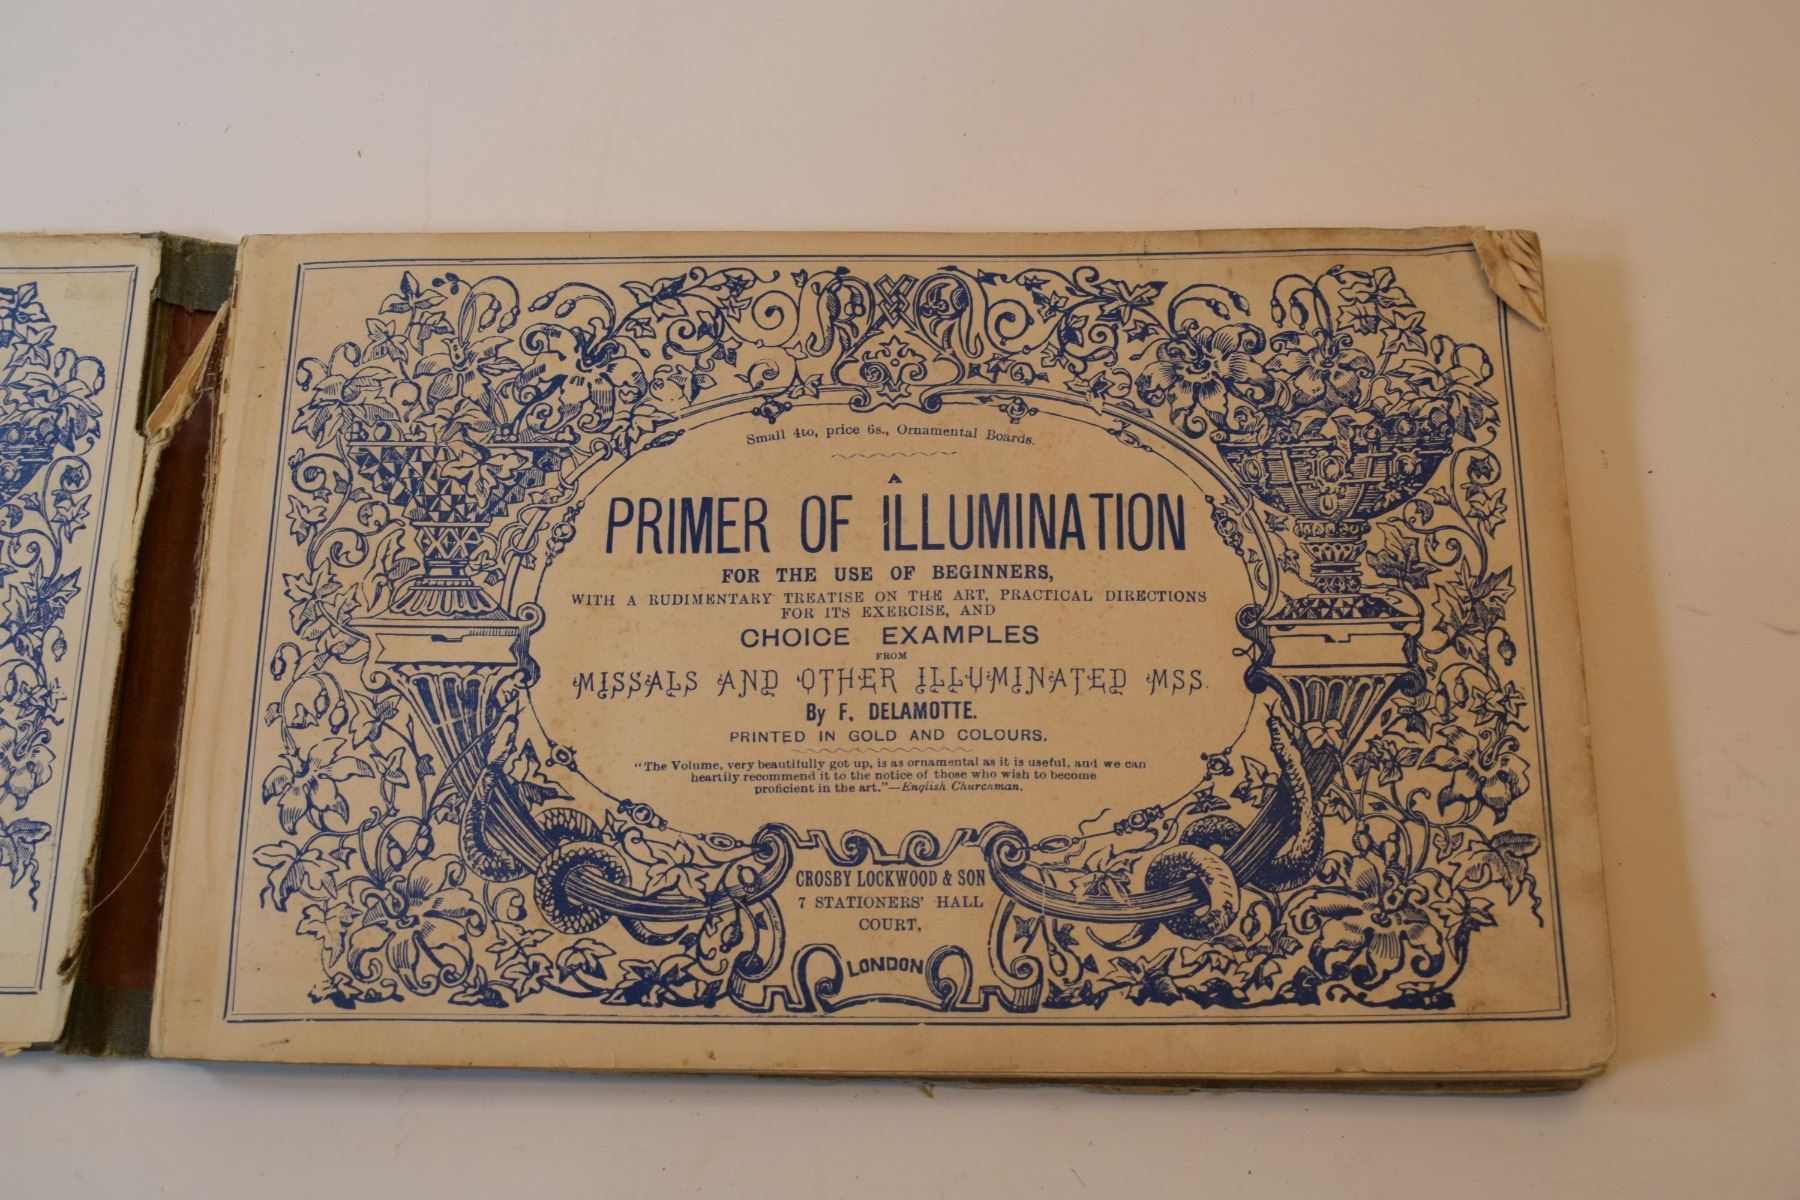 Small 4to, price 6s., Ornamental Boards.
A
PRIMER OF ILLUMINATION
FOR THE USE OF BEGINNERS,
WITH A RUDIMENTARY TREATISE ON THE ART, PRACTICAL DIRECTIONS
FOR ITS EXERCISE, AND
CHOICE EXAMPLES
FROM
MISSALS AND OTHER ILLUMINATED MSS.
By F. DELAMOTTE.
PRINTED IN GOLD AND COLOURS.
"The Volume, very beautifully got up, is as ornamental as it is useful, and we can
heartily recommend it to the notice of those who wish to become
proficient in the art."—English Churchman.
CROSBY LOCKWOOD & SON
7 STATIONERS' HALL
COURT,
LONDON